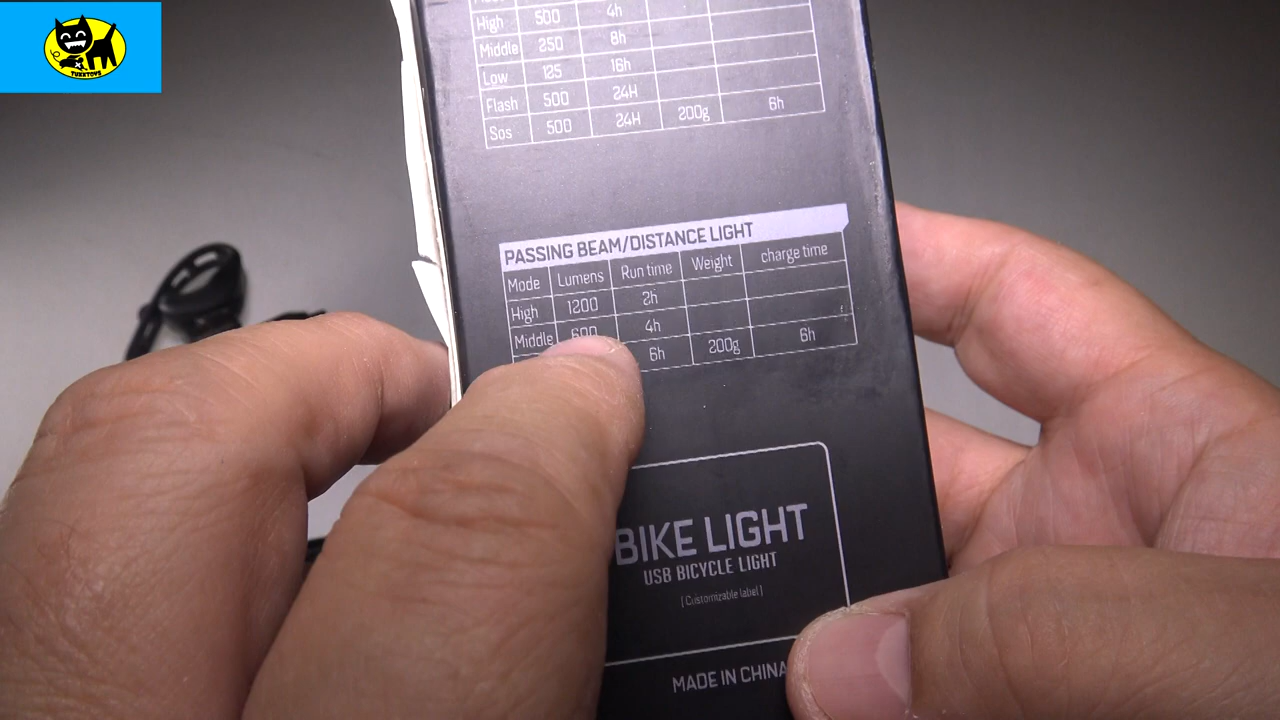 High 500 4h
Middle 250 8h
Low 125 16h
Flash 500 24H
Sos 500 24H 200g 6h
PASSING BEAM/DISTANCE LIGHT
Mode Lumens Run time Weight charge time
High 1200 2h
Middle 600 4h
6h 200g 6h
BIKE LIGHT
USB BICYCLE LIGHT
[Customizable label]
MADE IN CHINA